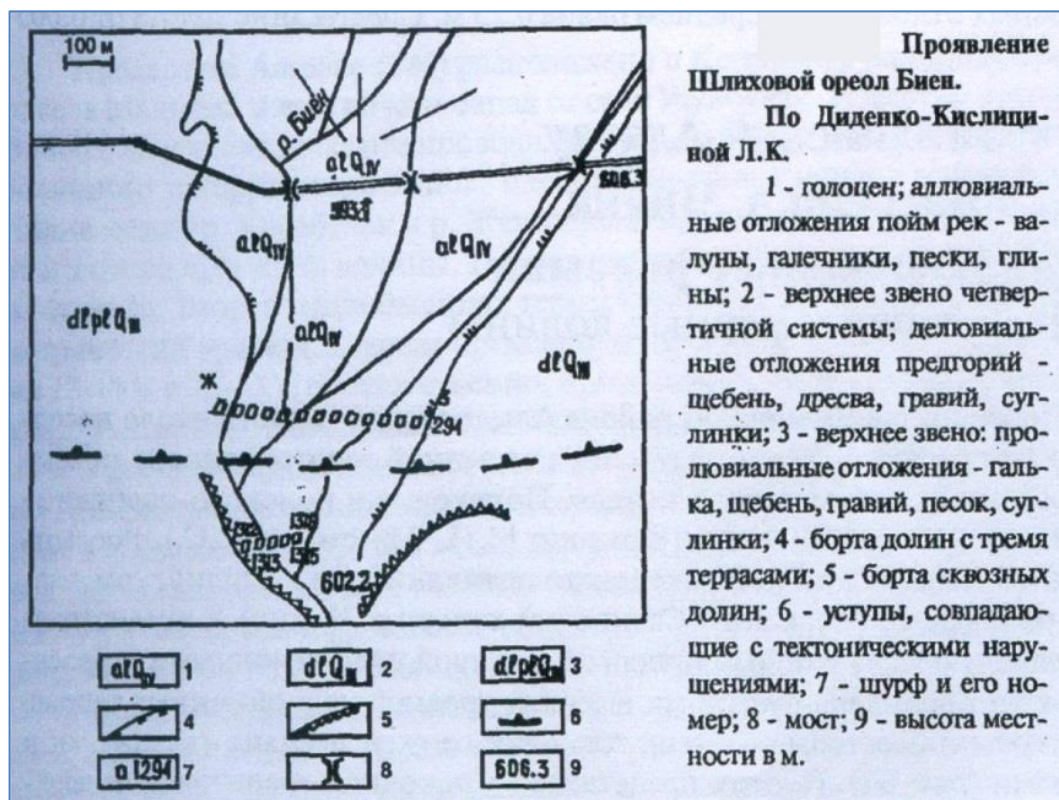 100 м
р. Биен
alQIV
593.1
606.3
alQIV
alQIV
alQIV
dlplQIII
dlQIII
Ж
15
1294
1313
1315
602.2
alQIV 1
dlQIII 2
dlplQIII 3
4
5
6
а 1294 7
8
606.3 9
Проявление
Шлиховой ореол Биен.
По Диденко-Кислици-
ной Л.К.
1 - голоцен; аллювиаль-
ные отложения пойм рек - ва-
луны, галечники, пески, гли-
ны; 2 - верхнее звено четвер-
тичной системы; делювиаль-
ные отложения предгорий -
щебень, дресва, гравий, суг-
линки; 3 - верхнее звено: про-
лювиальные отложения - галь-
ка, щебень, гравий, песок, суг-
линки; 4 - борта долин с тремя
террасами; 5 - борта сквозных
долин; 6 - уступы, совпадаю-
щие с тектоническими нару-
шениями; 7 - шурф и его но-
мер; 8 - мост; 9 - высота мест-
ности в м.